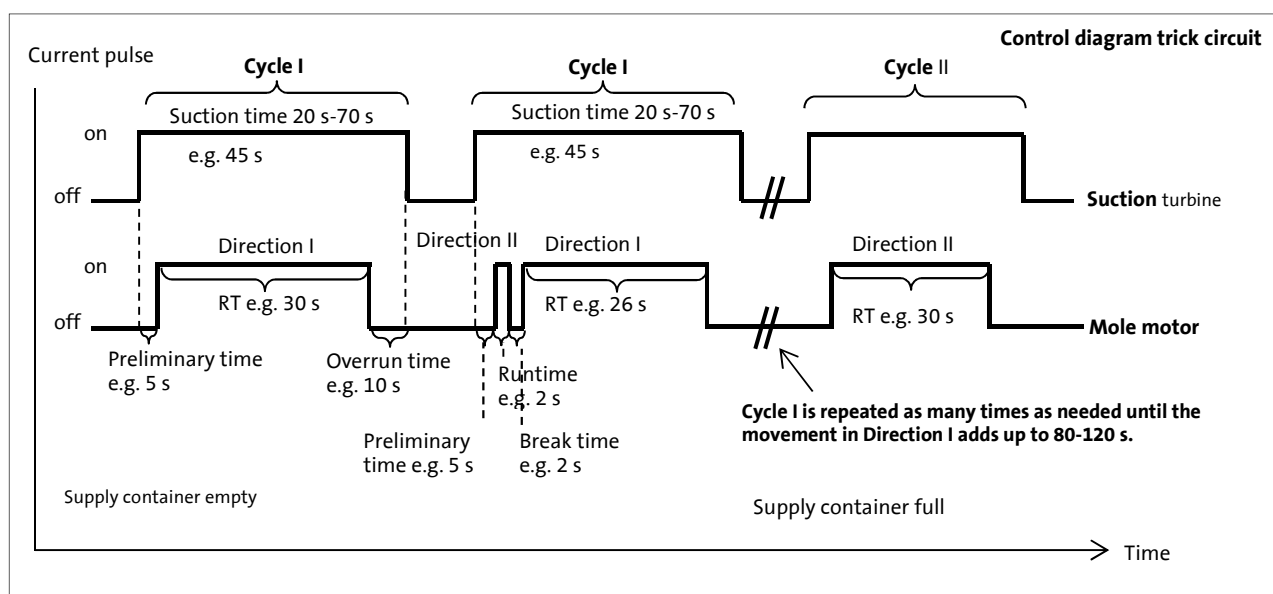 Control diagram trick circuit
Current pulse
Cycle I
Cycle I
Cycle II
Suction time 20 s-70 s
Suction time 20 s-70 s
on
e.g. 45 s
e.g. 45 s
off
Suction turbine
Direction I
Direction II
Direction I
Direction II
on
RT e.g. 30 s
RT e.g. 26 s
RT e.g. 30 s
off
Mole motor
Preliminary time
e.g. 5 s
Overrun time
e.g. 10 s
Runtime
e.g. 2 s
Preliminary
time e.g. 5 s
Break time
e.g. 2 s
Cycle I is repeated as many times as needed until the
movement in Direction I adds up to 80-120 s.
Supply container empty
Supply container full
Time